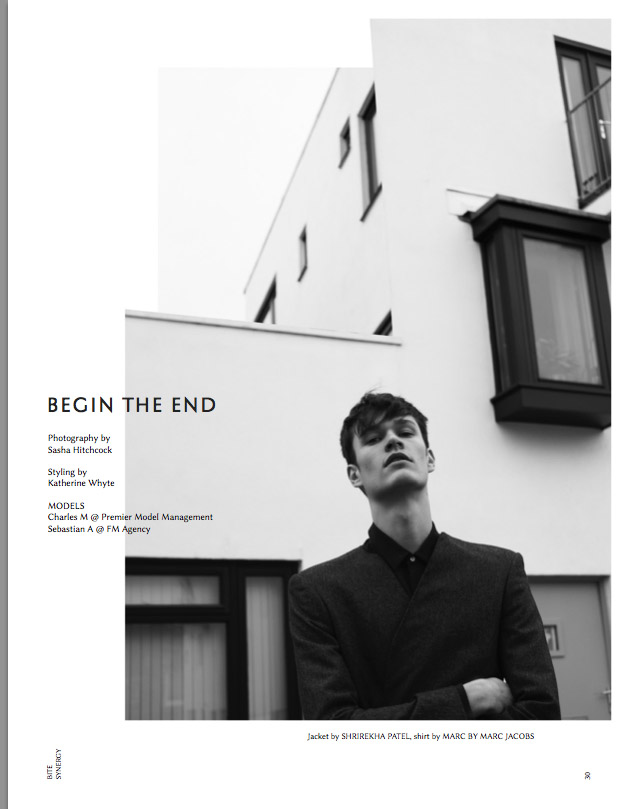 BEGIN THE END
Photography by
Sasha Hitchcock
Styling by
Katherine Whyte
MODELS
Charles M @ Premier Model Management
Sebastian A @ FM Agency
Jacket by SHRIREKHA PATEL, shirt by MARC BY MARC JACOBS
BITE
SYNERGY
30